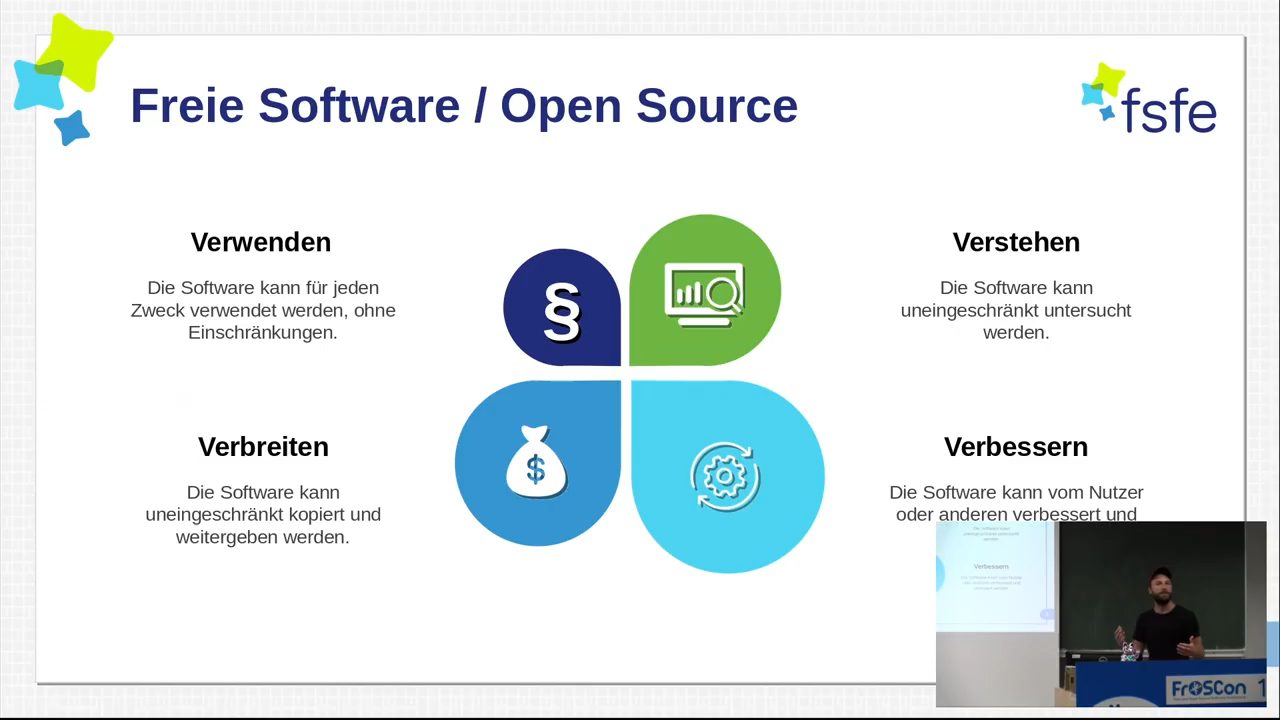 Freie Software / Open Source
fsfe
Verwenden
Die Software kann für jeden
Zweck verwendet werden, ohne
Einschränkungen.
§
Verstehen
Die Software kann
uneingeschränkt untersucht
werden.
Verbreiten
Die Software kann
uneingeschränkt kopiert und
weitergeben werden.
$
Verbessern
Die Software kann vom Nutzer
oder anderen verbessert und
Verbessern
FrOSCon 1